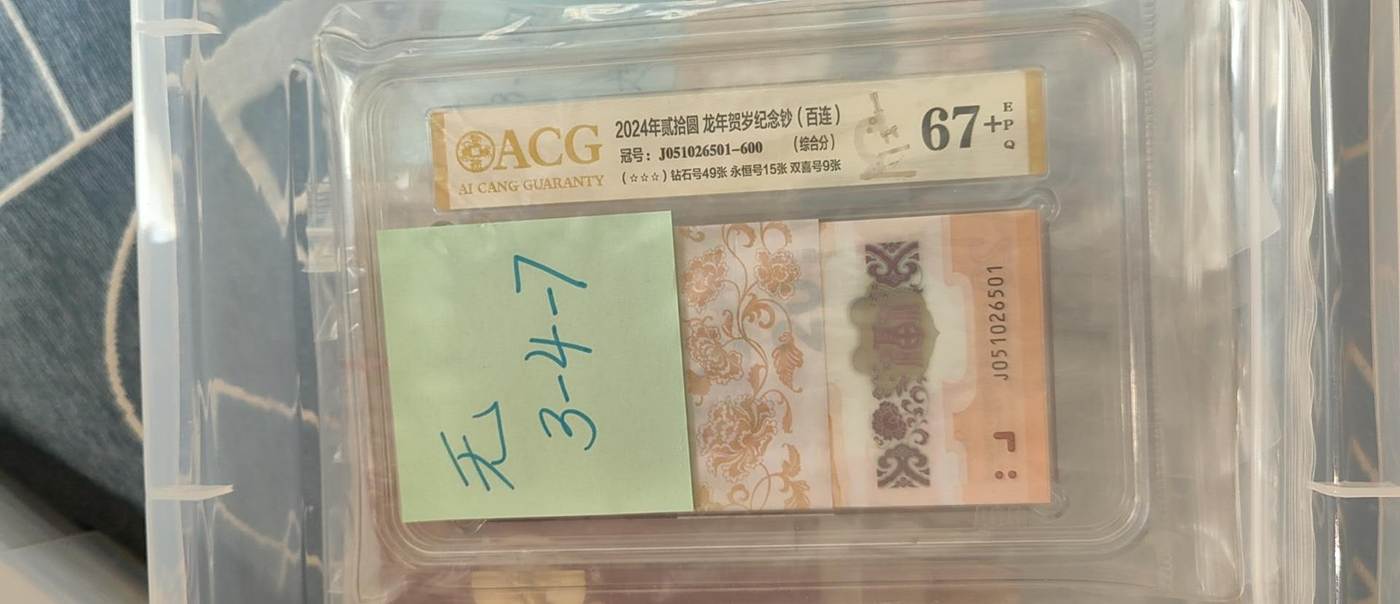 ACG
AI CANG GUARANTY
2024年贰拾圆 龙年贺岁纪念钞（百连）
冠号：J051026501-600 （综合分）
（☆☆☆）钻石号49张 永恒号15张 双喜号9张
67+
EPQ
无
3-4-7
J051026501